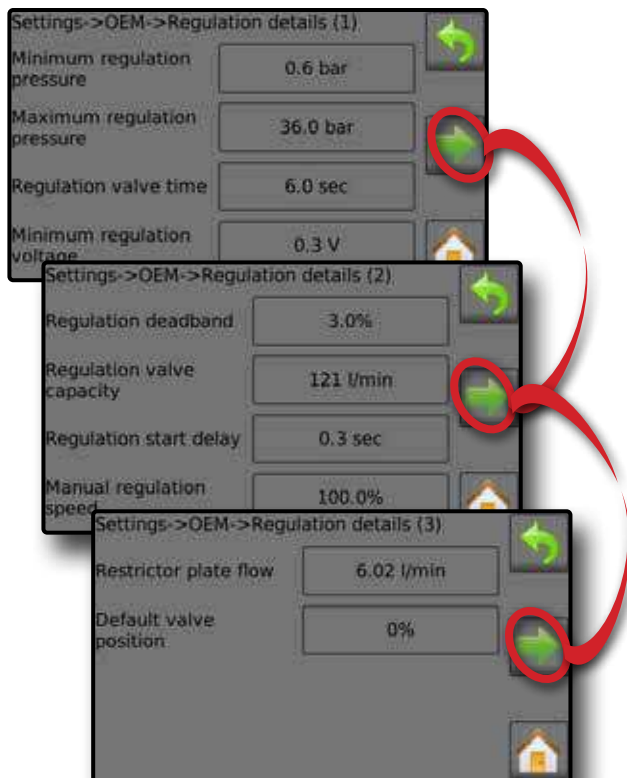 Settings->OEM->Regulation details (1)
Minimum regulation
pressure
0.6 bar
Maximum regulation
pressure
36.0 bar
Regulation valve time
6.0 sec
Minimum regulation
voltage
0.3 V
Settings->OEM->Regulation details (2)
Regulation deadband
3.0%
Regulation valve
capacity
121 l/min
Regulation start delay
0.3 sec
Manual regulation
speed
100.0%
Settings->OEM->Regulation details (3)
Restrictor plate flow
6.02 l/min
Default valve
position
0%